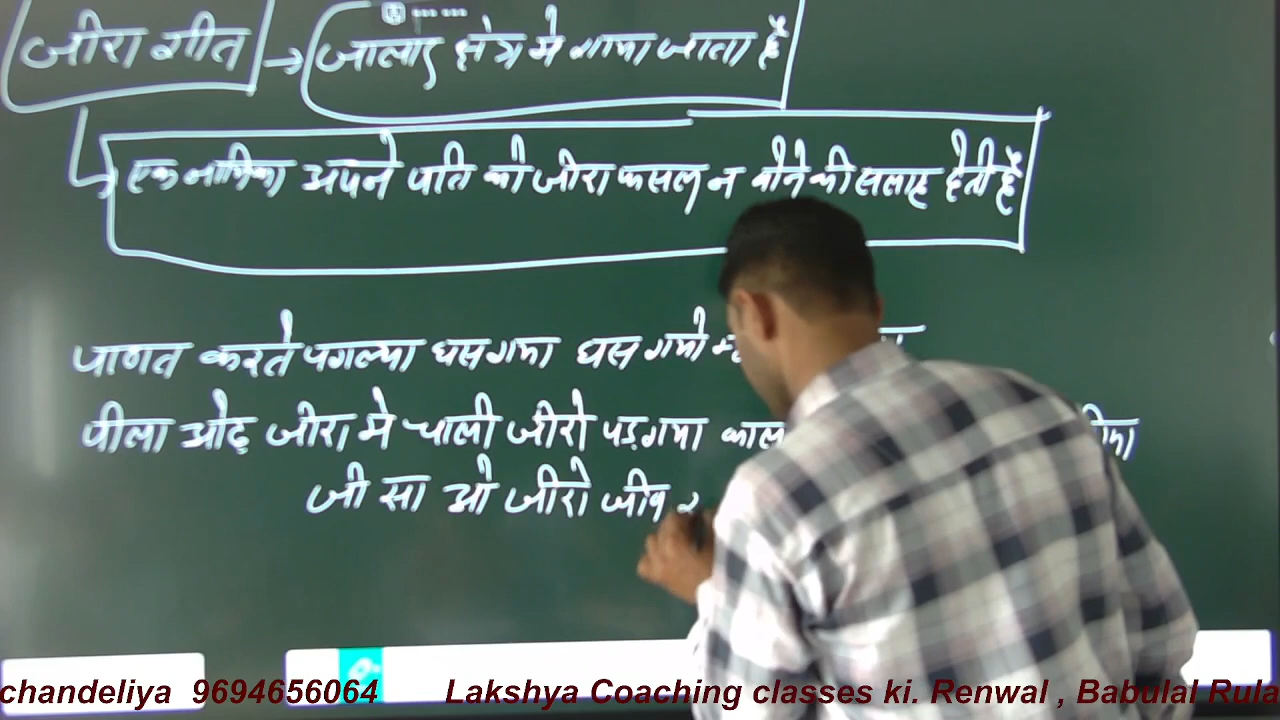 जीरा गीत → जालाेर क्षेत्र में गाया जाता है
एक नायिका अपने पति को जीरा फसल न बोने की सलाह देती है
पाणत करते पगल्या घस गया घस गयो
पीला ओढ़ जीरा मे चाली जीरो पड़ गया
जी सा ओ जीरो जीव
chandeliya 9694656064 Lakshya Coaching classes ki. Renwal , Babulal Rula